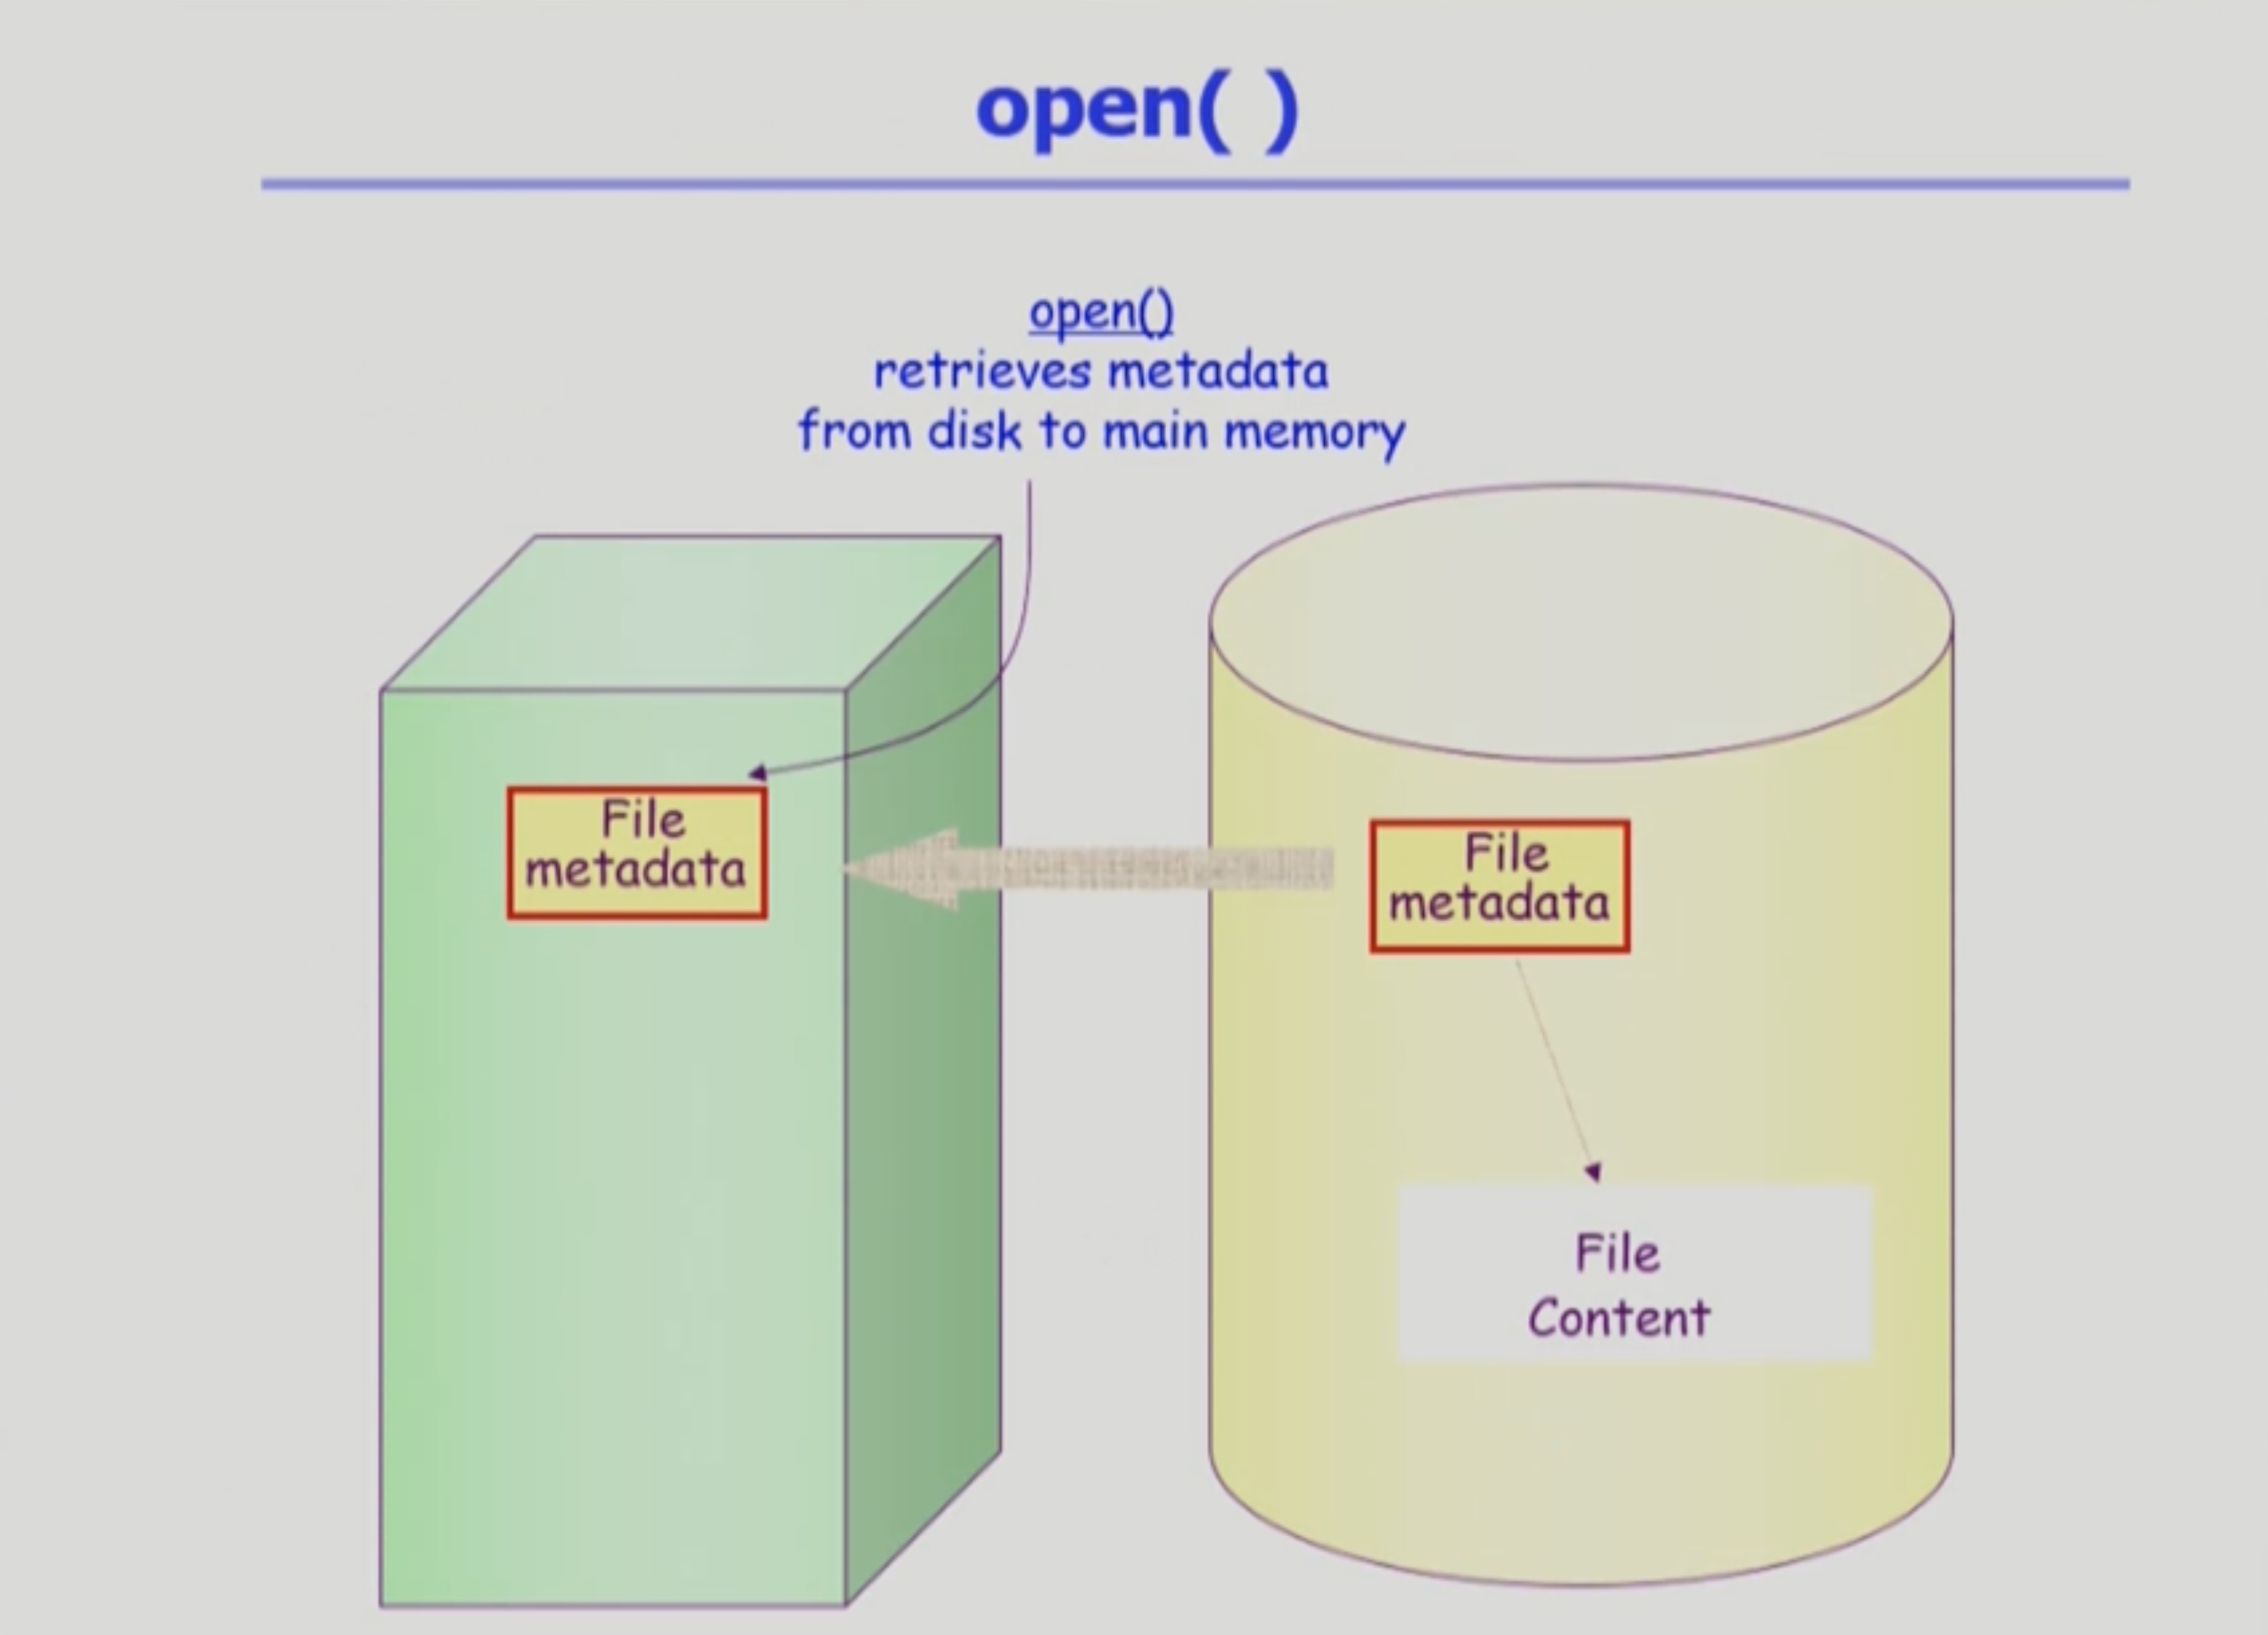 open( )
open()
retrieves metadata
from disk to main memory
File
metadata
File
metadata
File
Content